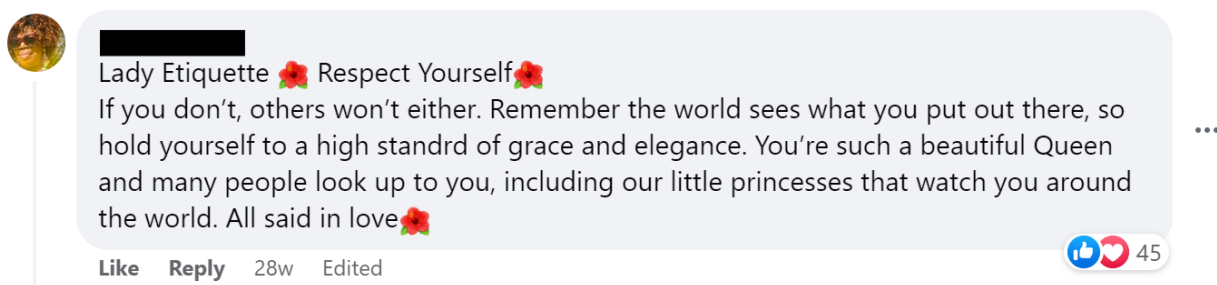 Lady Etiquette 🌺 Respect Yourself🌺
If you don’t, others won’t either. Remember the world sees what you put out there, so
hold yourself to a high standrd of grace and elegance. You’re such a beautiful Queen
and many people look up to you, including our little princesses that watch you around
the world. All said in love🌺
45
Like Reply 28w Edited